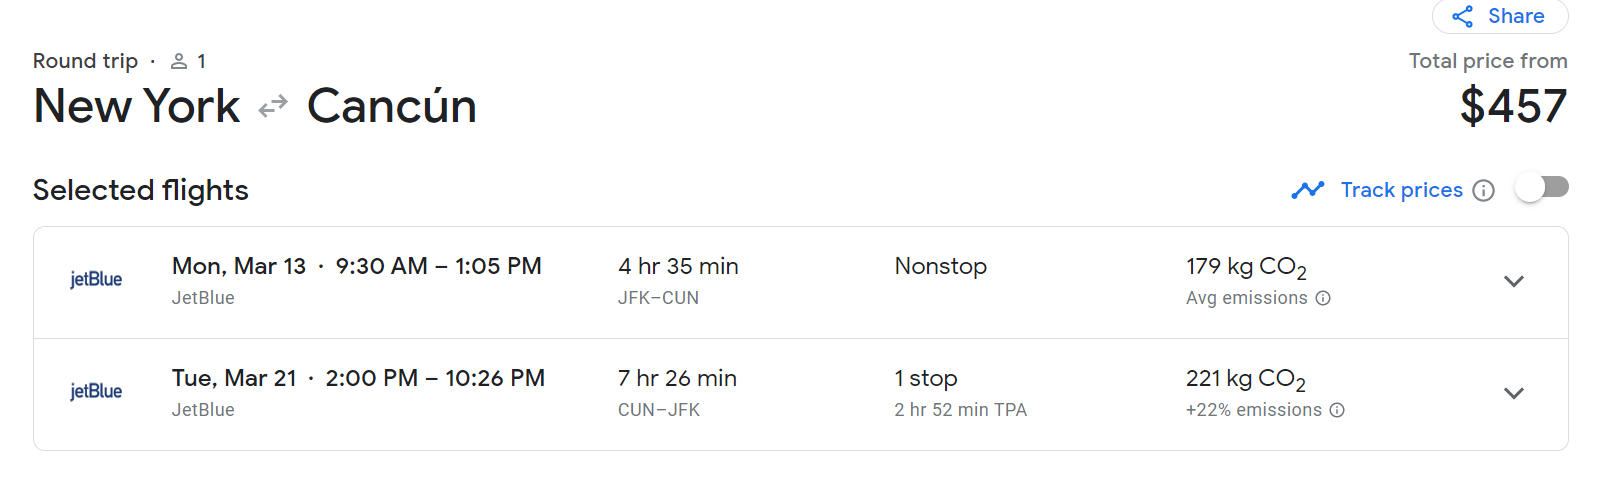 Share
Round trip · 1
Total price from
New York Cancún
$457
Selected flights
Track prices
jetBlue
Mon, Mar 13 · 9:30 AM – 1:05 PM
4 hr 35 min
Nonstop
179 kg CO2
JetBlue
JFK–CUN
Avg emissions
jetBlue
Tue, Mar 21 · 2:00 PM – 10:26 PM
7 hr 26 min
1 stop
221 kg CO2
JetBlue
CUN–JFK
2 hr 52 min TPA
+22% emissions